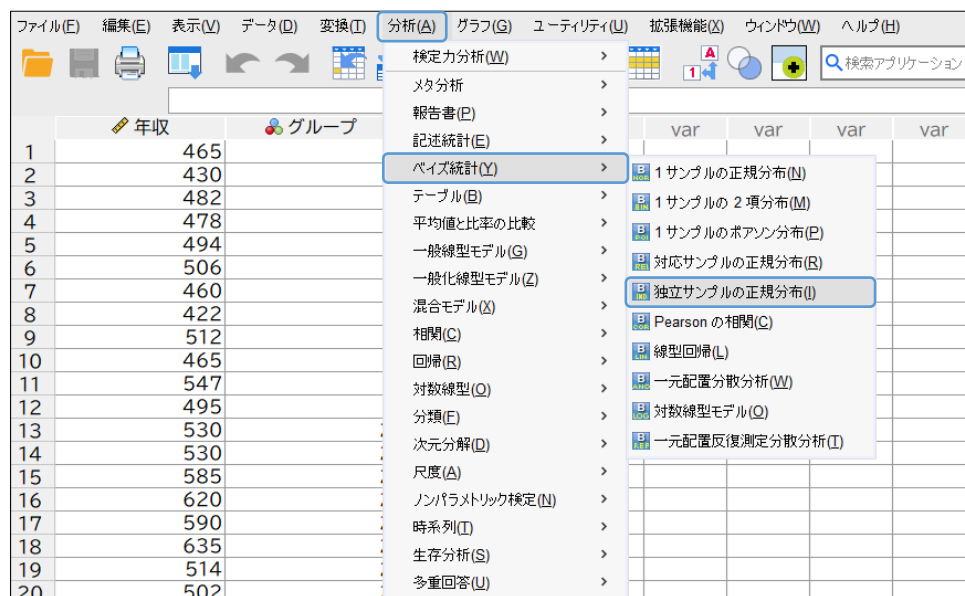 ファイル(F) 編集(E) 表示(V) データ(D) 変換(T) 分析(A) グラフ(G) ユーティリティ(U) 拡張機能(X) ウィンドウ(W) ヘルプ(H)
検索アプリケーション
検定力分析(W)
メタ分析
報告書(P)
記述統計(E)
ベイズ統計(Y)
テーブル(B)
平均値と比率の比較
一般線型モデル(G)
一般化線型モデル(Z)
混合モデル(X)
相関(C)
回帰(R)
対数線型(O)
分類(F)
次元分解(D)
尺度(A)
ノンパラメトリック検定(N)
時系列(T)
生存分析(S)
多重回答(U)
1 サンプルの正規分布(N)
1 サンプルの 2 項分布(M)
1 サンプルのポアソン分布(P)
対応サンプルの正規分布(R)
独立サンプルの正規分布(I)
Pearson の相関(C)
線型回帰(L)
一元配置分散分析(W)
対数線型モデル(O)
一元配置反復測定分散分析(T)
年収 グループ var var var var
1 465
2 430
3 482
4 478
5 494
6 506
7 460
8 422
9 512
10 465
11 547
12 495
13 530
14 530
15 585
16 620
17 590
18 635
19 514
20 502